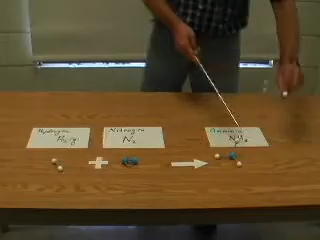 Hydrogen
H₂
Nitrogen
N₂
Ammonia
NH₃